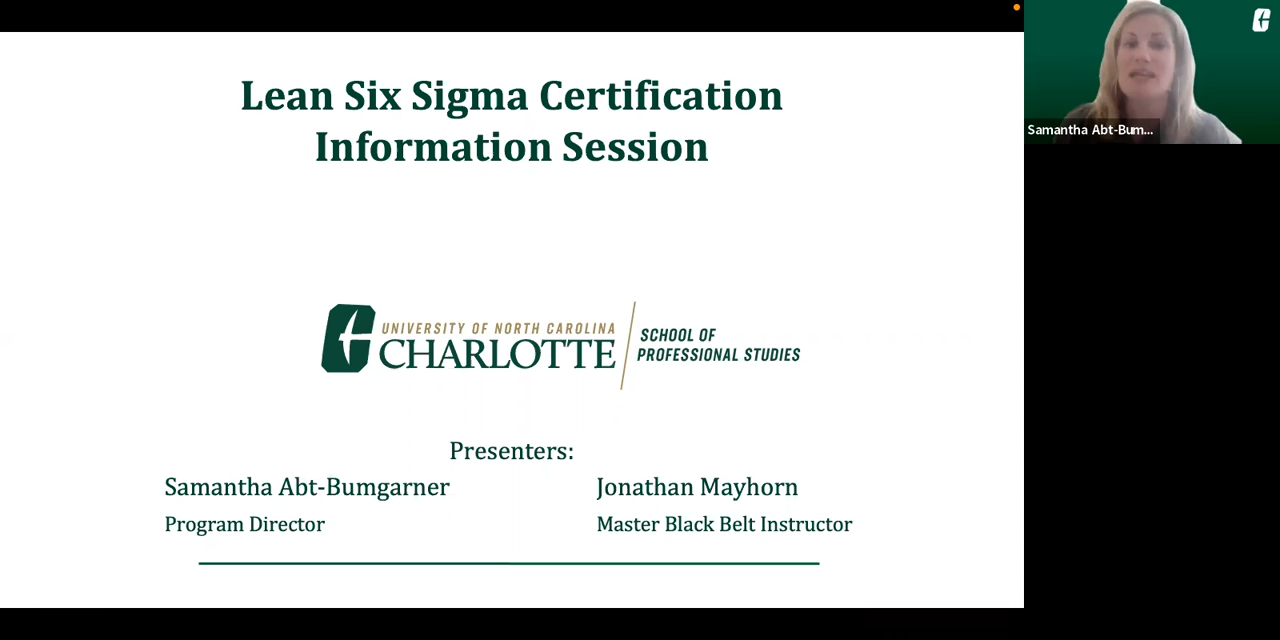 Lean Six Sigma Certification
Information Session
UNIVERSITY OF NORTH CAROLINA
CHARLOTTE
SCHOOL OF
PROFESSIONAL STUDIES
Presenters:
Samantha Abt-Bumgarner
Program Director
Jonathan Mayhorn
Master Black Belt Instructor
Samantha Abt-Bum...